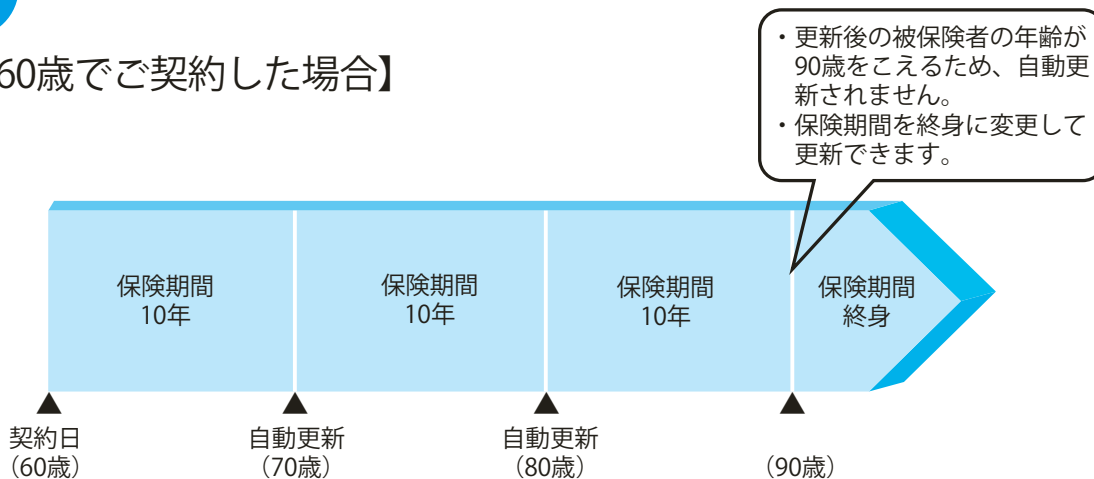 60歳でご契約した場合】
・更新後の被保険者の年齢が
90歳をこえるため、自動更
新されません。
・保険期間を終身に変更して
更新できます。
保険期間
10年
保険期間
10年
保険期間
10年
保険期間
終身
契約日
（60歳）
自動更新
（70歳）
自動更新
（80歳）
（90歳）